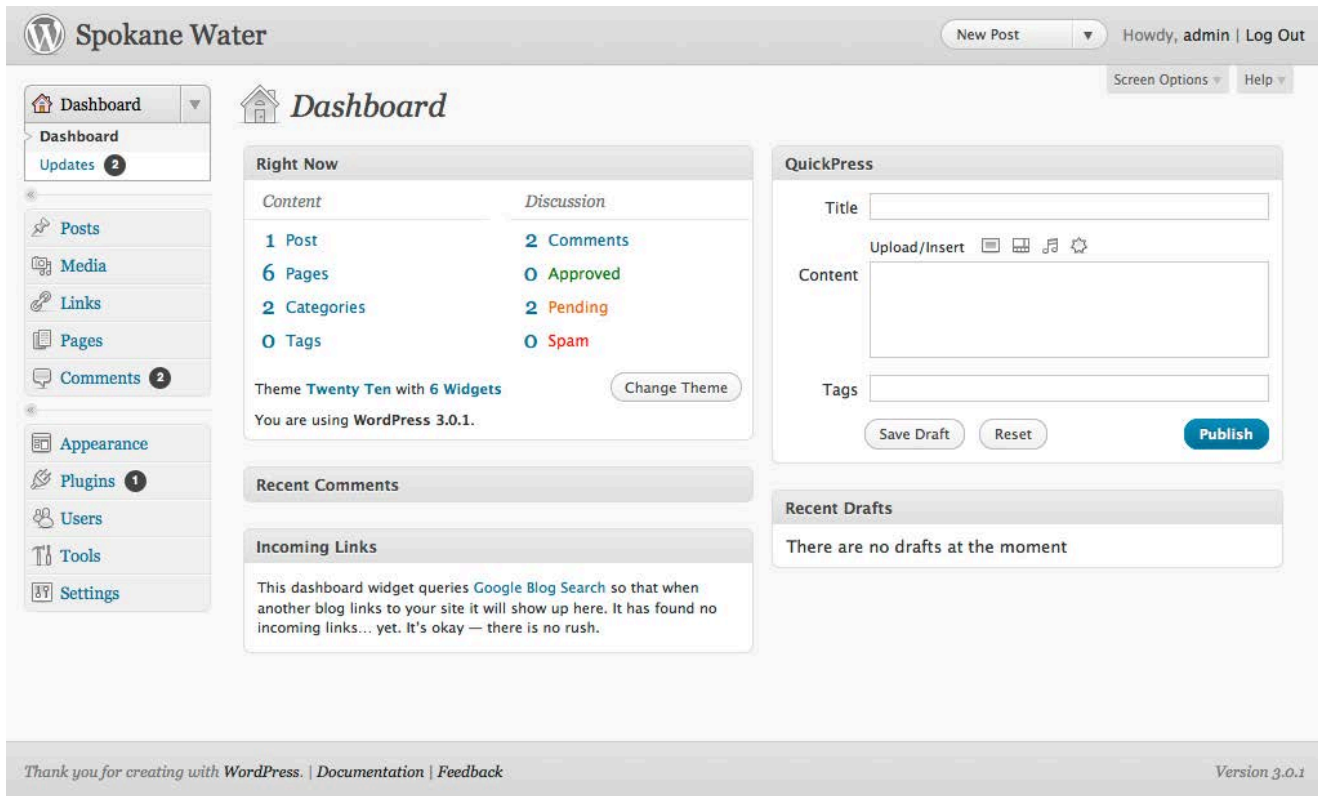 Spokane Water
New Post
Howdy, admin | Log Out
Screen Options
Help
Dashboard
Dashboard
Updates 2
Posts
Media
Links
Pages
Comments 2
Appearance
Plugins 1
Users
Tools
Settings
Dashboard
Right Now
Content
1 Post
6 Pages
2 Categories
0 Tags
Discussion
2 Comments
0 Approved
2 Pending
0 Spam
Theme Twenty Ten with 6 Widgets
Change Theme
You are using WordPress 3.0.1.
Recent Comments
Incoming Links
This dashboard widget queries Google Blog Search so that when
another blog links to your site it will show up here. It has found no
incoming links... yet. It's okay — there is no rush.
QuickPress
Title
Upload/Insert
Content
Tags
Save Draft
Reset
Publish
Recent Drafts
There are no drafts at the moment
Thank you for creating with WordPress. | Documentation | Feedback
Version 3.0.1